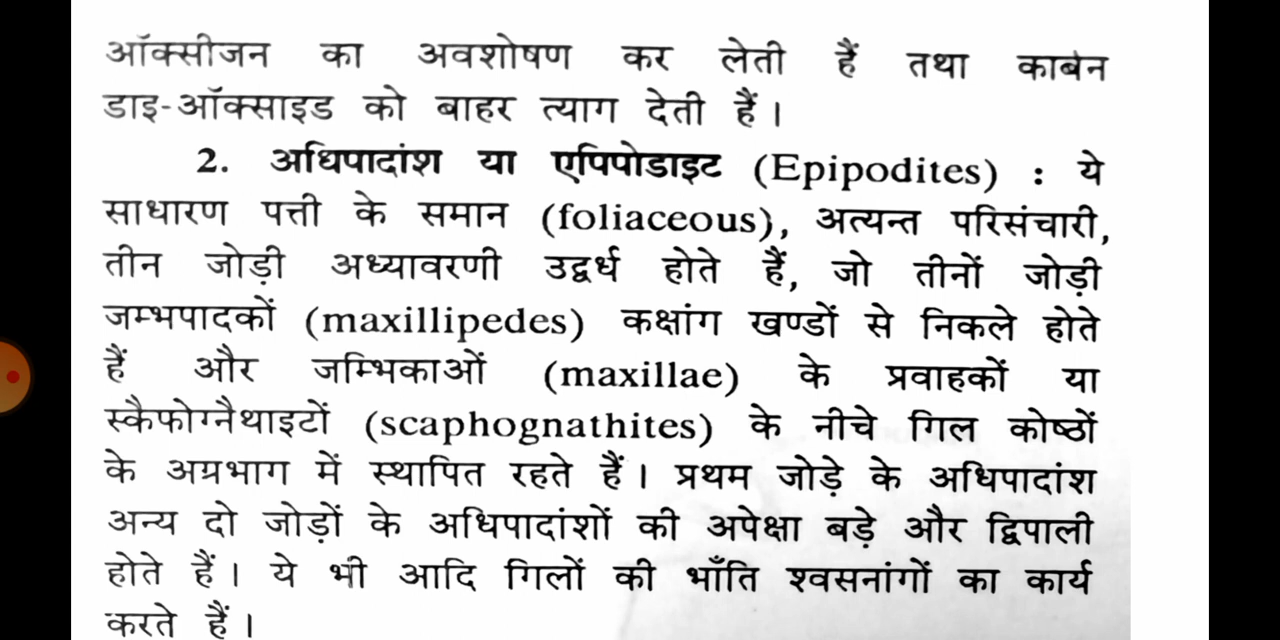 ऑक्सीजन का अवशोषण कर लेती हैं तथा कार्बन
डाइ-ऑक्साइड को बाहर त्याग देती हैं।
2. अधिपादांश या एपिपोडाइट (Epipodites) : ये
साधारण पत्ती के समान (foliaceous), अत्यन्त परिसंचारी,
तीन जोड़ी अध्यावरणी उद्वर्ध होते हैं, जो तीनों जोड़ी
जम्भपादकों (maxillipedes) कक्षांग खण्डों से निकले होते
हैं और जम्भिकाओं (maxillae) के प्रवाहकों या
स्कैफोग्नैथाइटों (scaphognathites) के नीचे गिल कोष्ठों
के अग्रभाग में स्थापित रहते हैं। प्रथम जोड़े के अधिपादांश
अन्य दो जोड़ों के अधिपादांशों की अपेक्षा बड़े और द्विपाली
होते हैं। ये भी आदि गिलों की भाँति श्वसनांगों का कार्य
करते हैं।